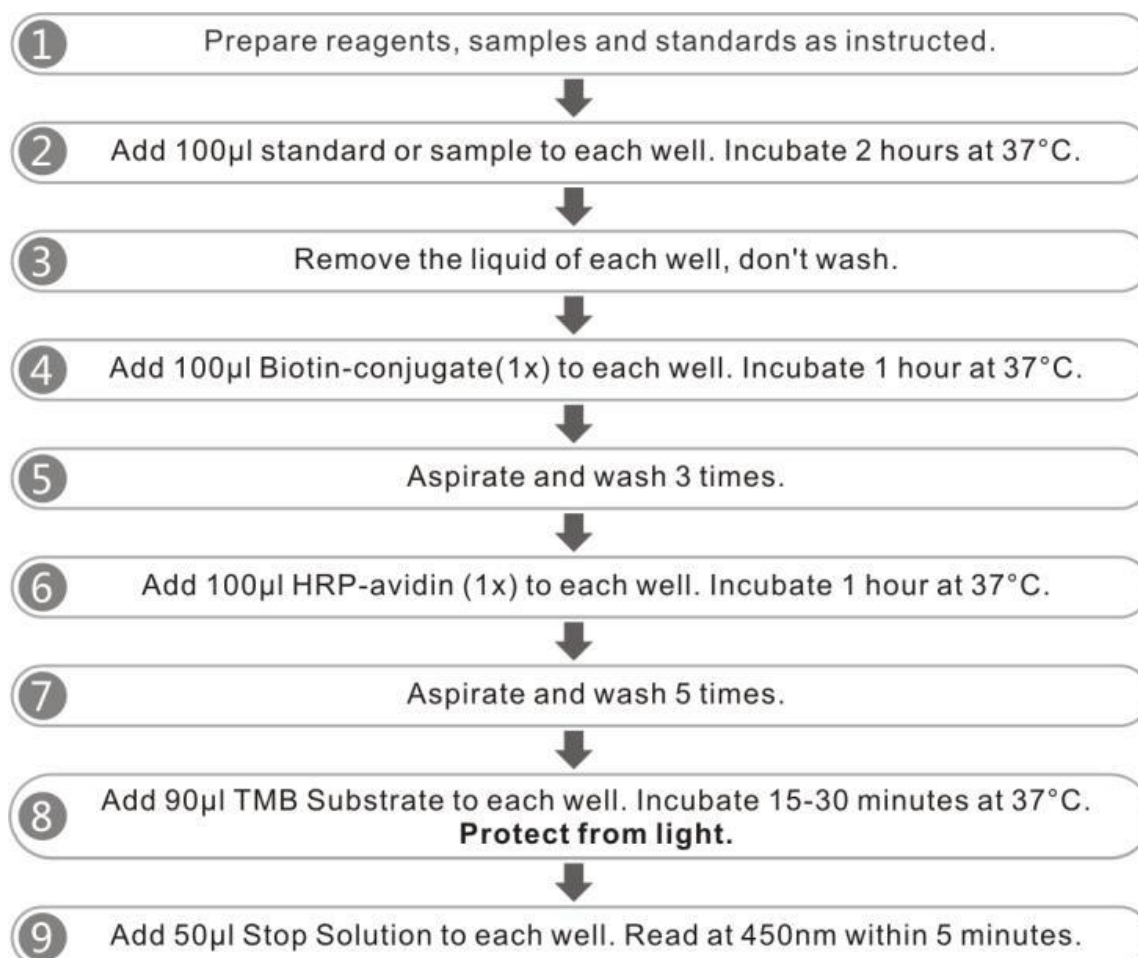 1 Prepare reagents, samples and standards as instructed.
2 Add 100μl standard or sample to each well. Incubate 2 hours at 37°C.
3 Remove the liquid of each well, don't wash.
4 Add 100μl Biotin-conjugate(1x) to each well. Incubate 1 hour at 37°C.
5 Aspirate and wash 3 times.
6 Add 100μl HRP-avidin (1x) to each well. Incubate 1 hour at 37°C.
7 Aspirate and wash 5 times.
8 Add 90μl TMB Substrate to each well. Incubate 15-30 minutes at 37°C.
Protect from light.
9 Add 50μl Stop Solution to each well. Read at 450nm within 5 minutes.